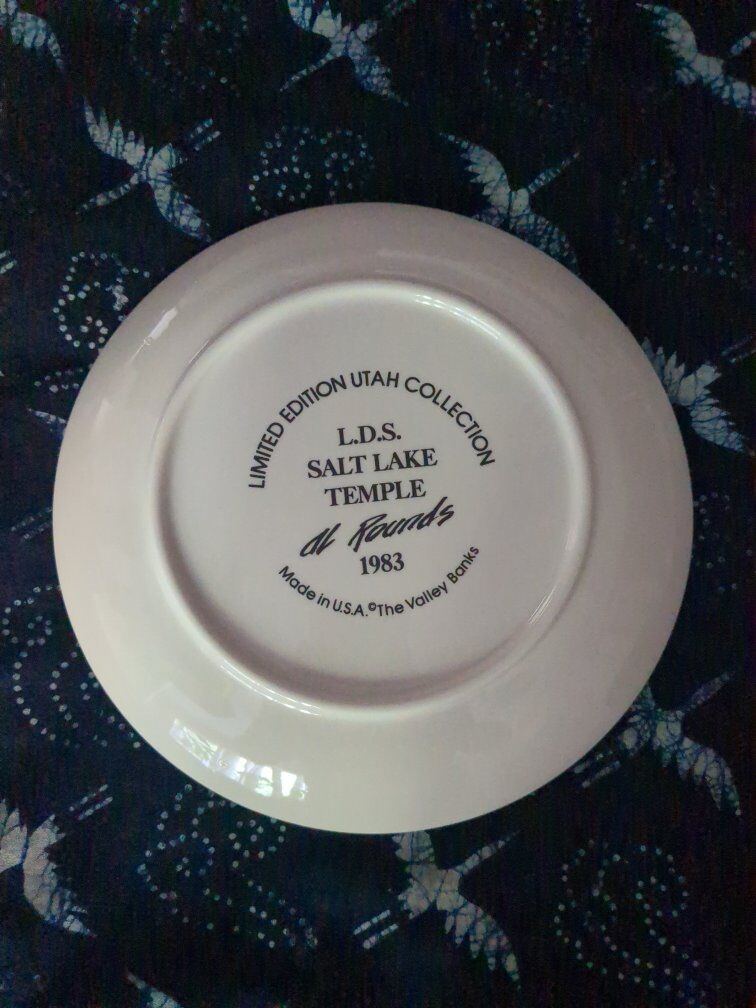 LIMITED EDITION UTAH COLLECTION
L.D.S.
SALT LAKE
TEMPLE
Al Rounds
1983
Made in U.S.A. ©The Valley Banks